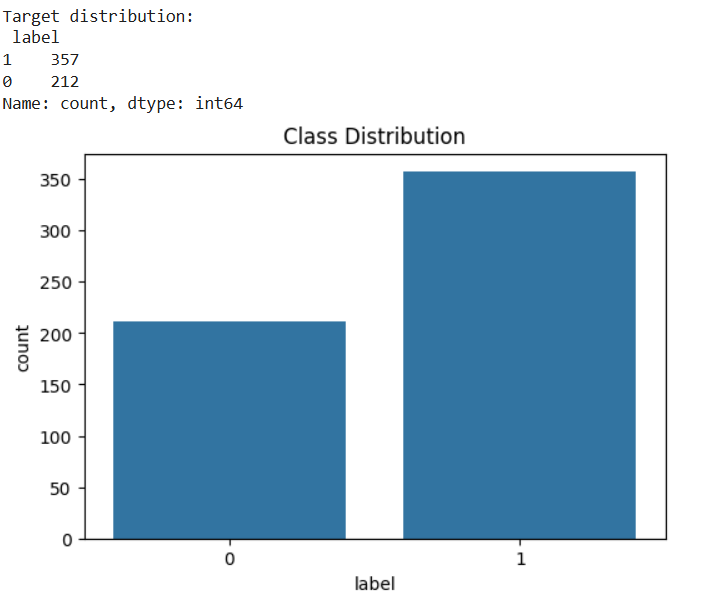 Target distribution:
label
1    357
0    212
Name: count, dtype: int64
Class Distribution
350
300
250
200
150
100
50
0
count
0 1
label